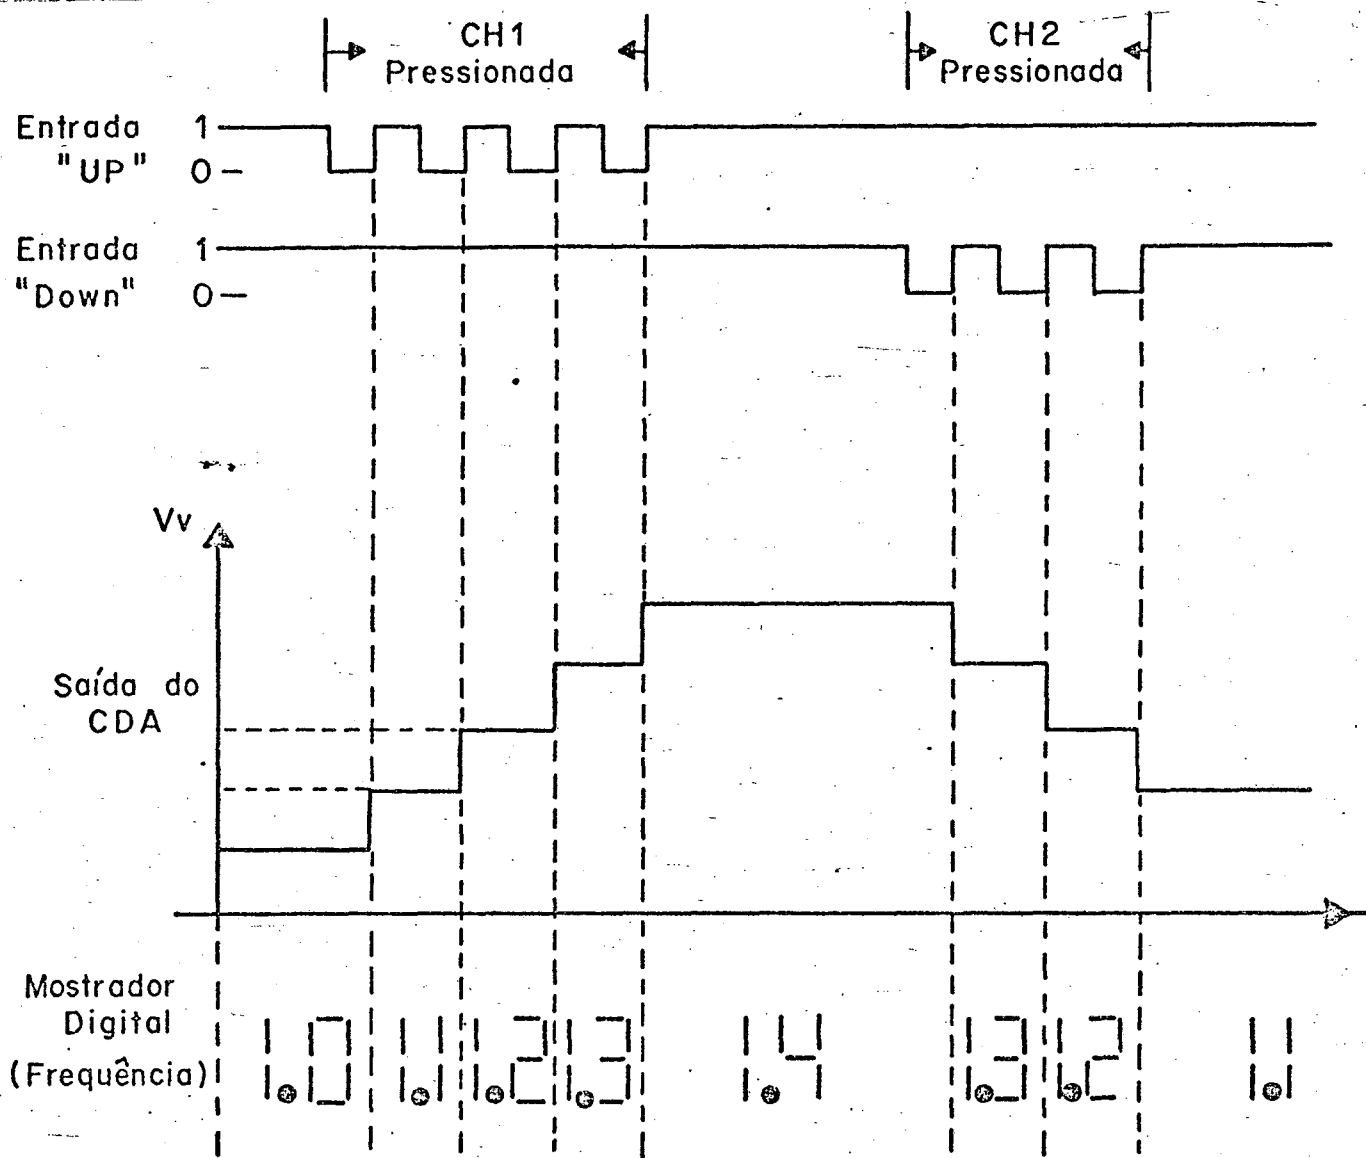 CH1
Pressionada
CH2
Pressionada
Entrada 1
"UP" 0
Entrada 1
"Down" 0
Vv
Saída do
CDA
Mostrador
Digital
(Frequência)
1.0 1.1 1.2 1.3 1.4 1.3 1.2 1.1